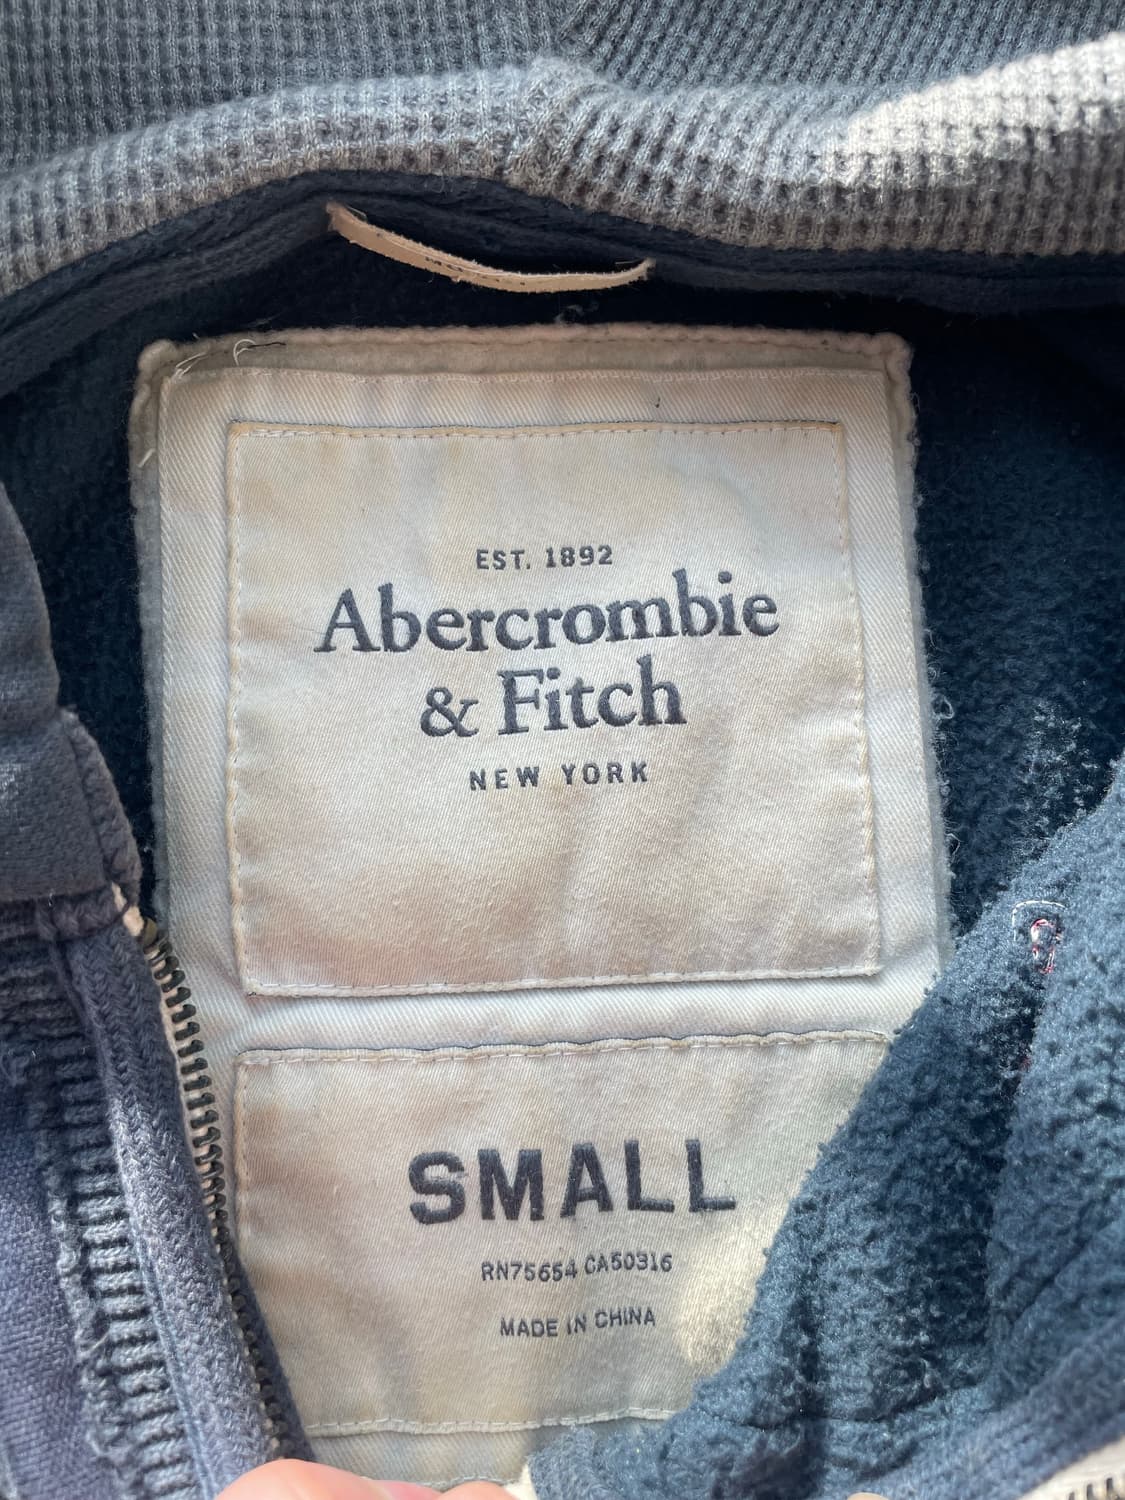 EST. 1892
Abercrombie
& Fitch
NEW YORK
SMALL
RN75654 CA50316
MADE IN CHINA